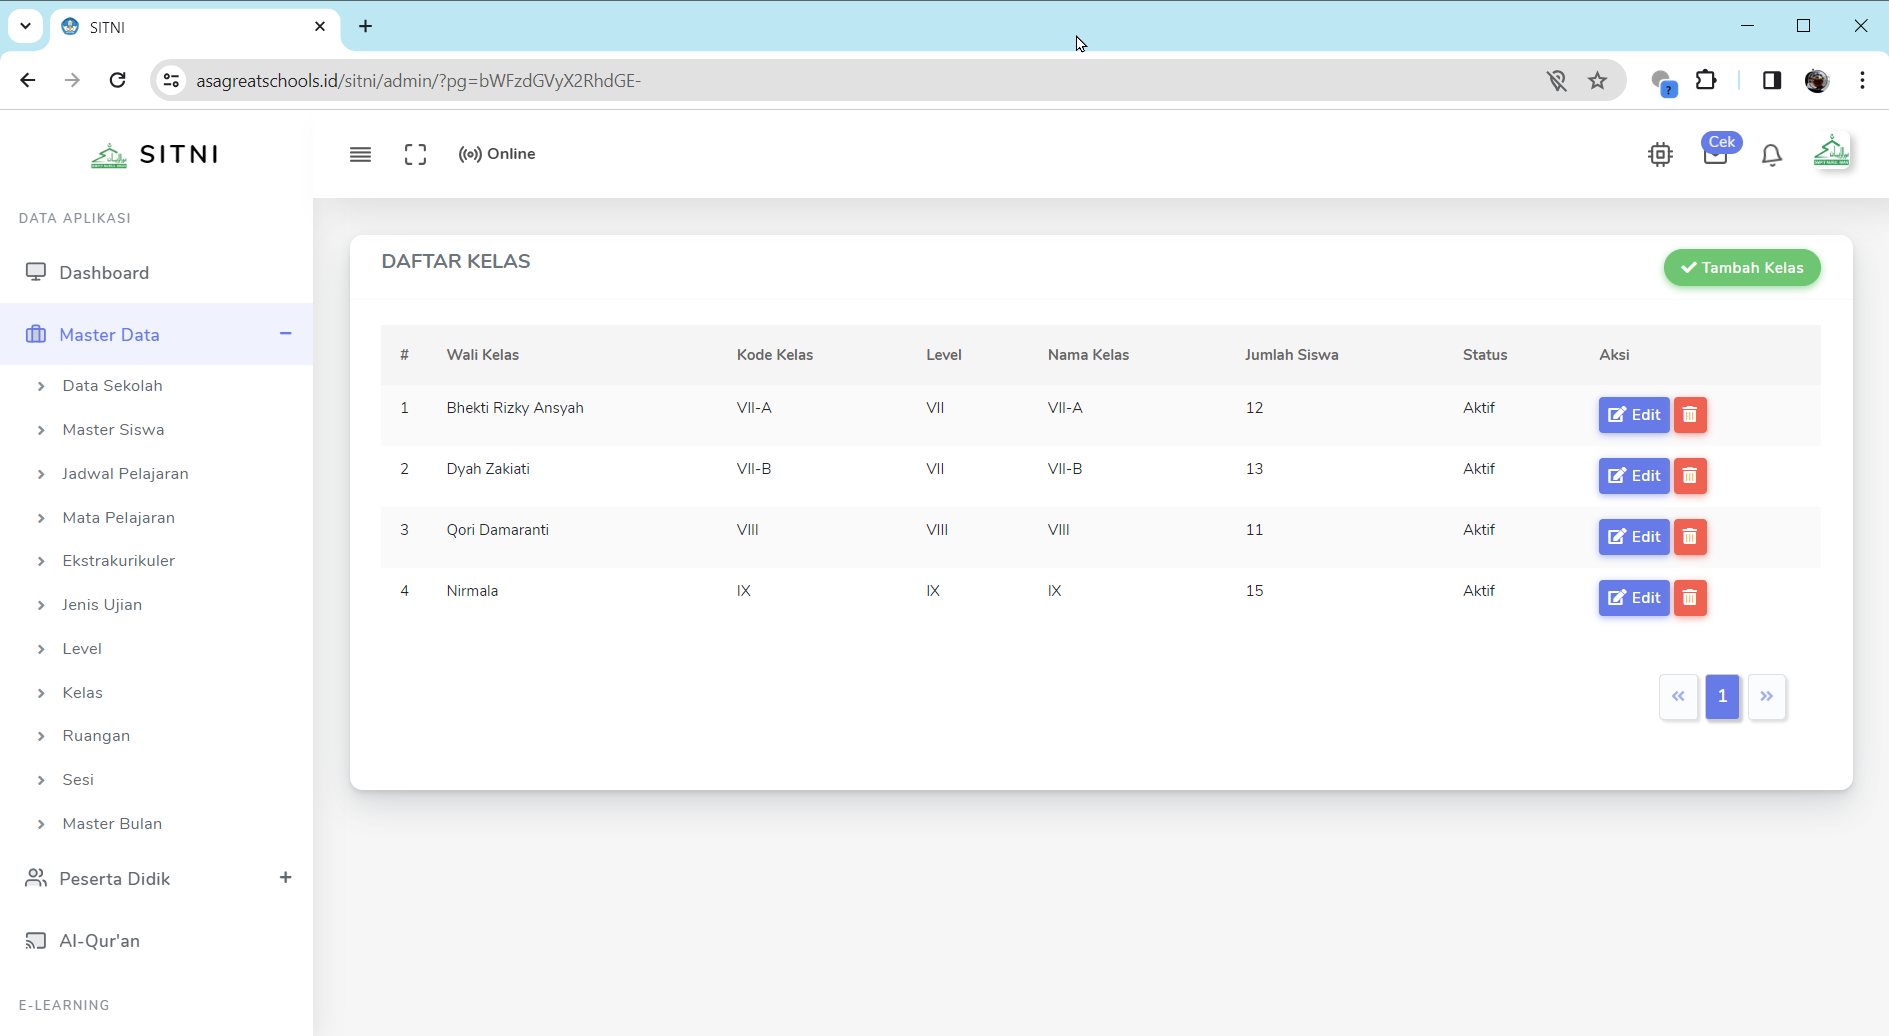 SITNI
asagreatschools.id/sitni/admin/?pg=bWFzdGVyX2RhdGE-
?
SITNI
Online
Cek
DATA APLIKASI
Dashboard
Master Data
Data Sekolah
Master Siswa
Jadwal Pelajaran
Mata Pelajaran
Ekstrakurikuler
Jenis Ujian
Level
Kelas
Ruangan
Sesi
Master Bulan
Peserta Didik
Al-Qur'an
E-LEARNING
DAFTAR KELAS
Tambah Kelas
# Wali Kelas Kode Kelas Level Nama Kelas Jumlah Siswa Status Aksi
1 Bhekti Rizky Ansyah VII-A VII VII-A 12 Aktif Edit
2 Dyah Zakiati VII-B VII VII-B 13 Aktif Edit
3 Qori Damaranti VIII VIII VIII 11 Aktif Edit
4 Nirmala IX IX IX 15 Aktif Edit
« 1 »